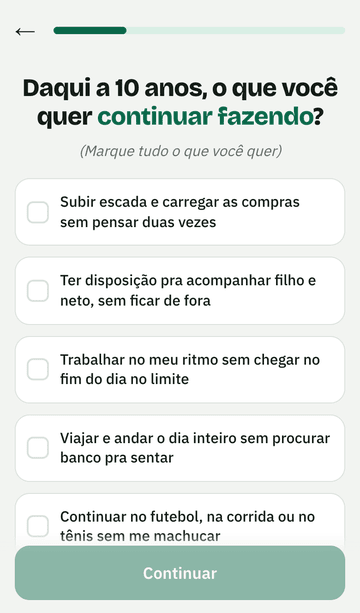 Daqui a 10 anos, o que você
quer continuar fazendo?
(Marque tudo o que você quer)
Subir escada e carregar as compras
sem pensar duas vezes
Ter disposição pra acompanhar filho e
neto, sem ficar de fora
Trabalhar no meu ritmo sem chegar no
fim do dia no limite
Viajar e andar o dia inteiro sem procurar
banco pra sentar
Continuar no futebol, na corrida ou no
tênis sem me machucar
Continuar